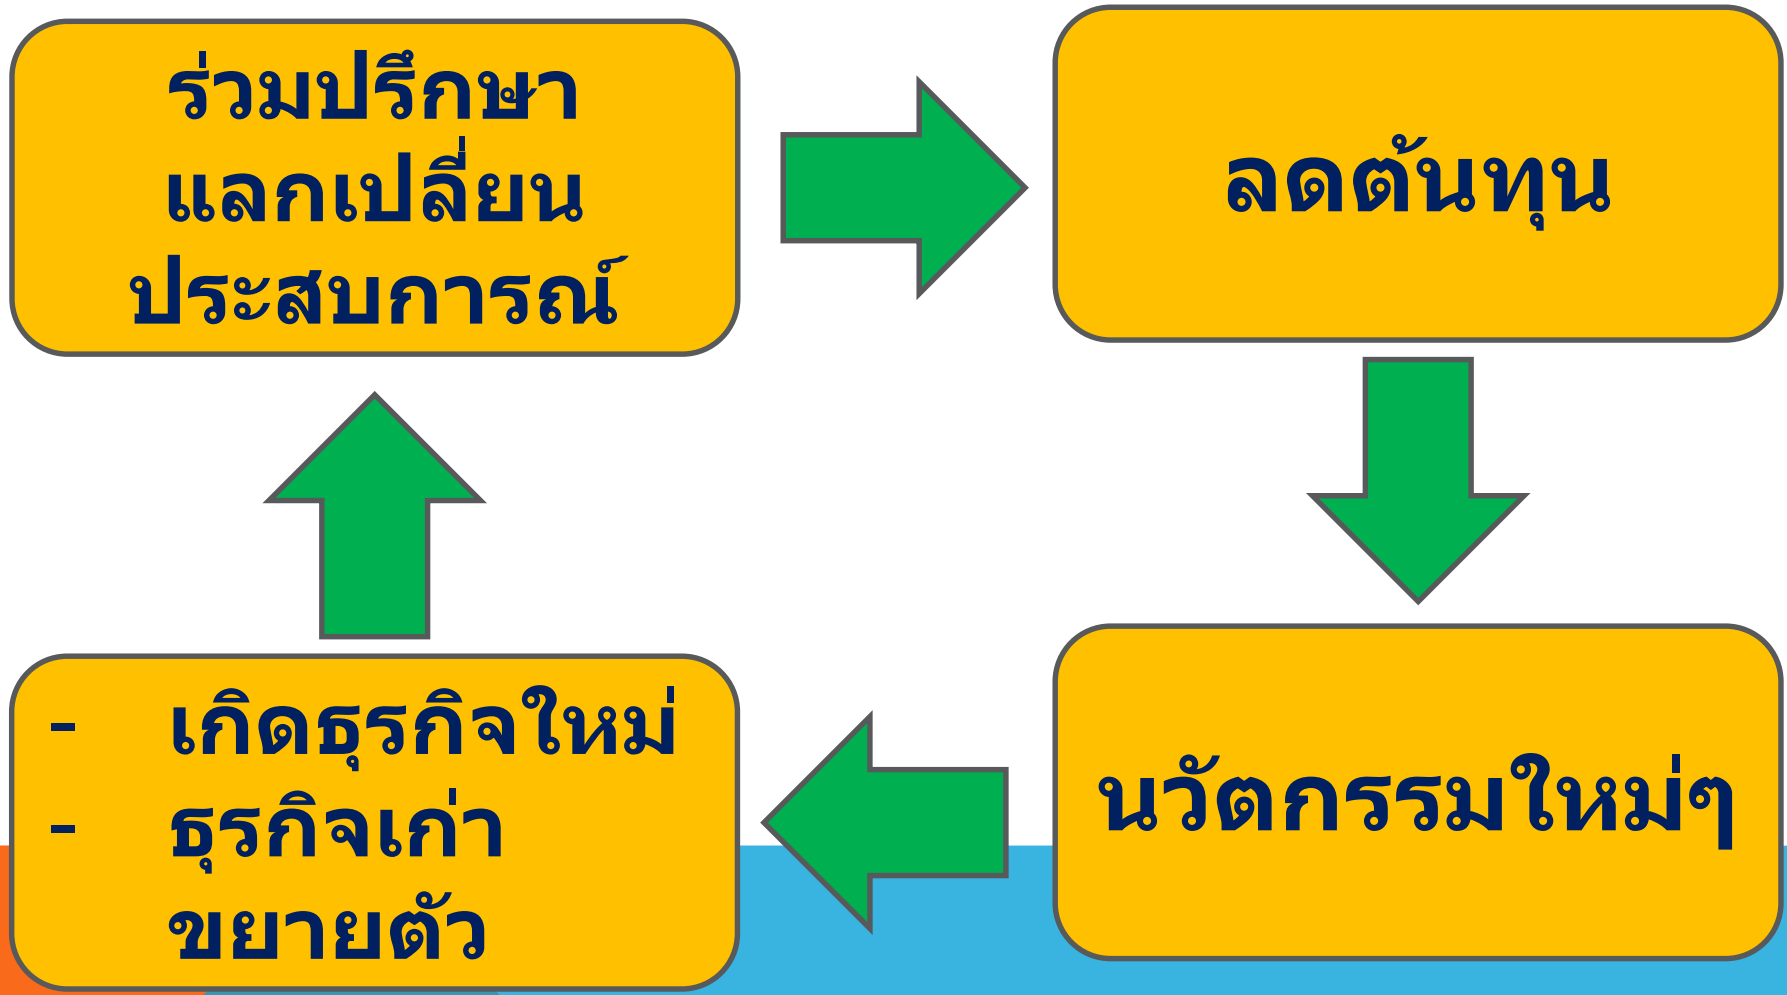 ร่วมปรึกษา
แลกเปลี่ยน
ประสบการณ์
ลดต้นทุน
นวัตกรรมใหม่ๆ
- เกิดธุรกิจใหม่
- ธุรกิจเก่า
ขยายตัว